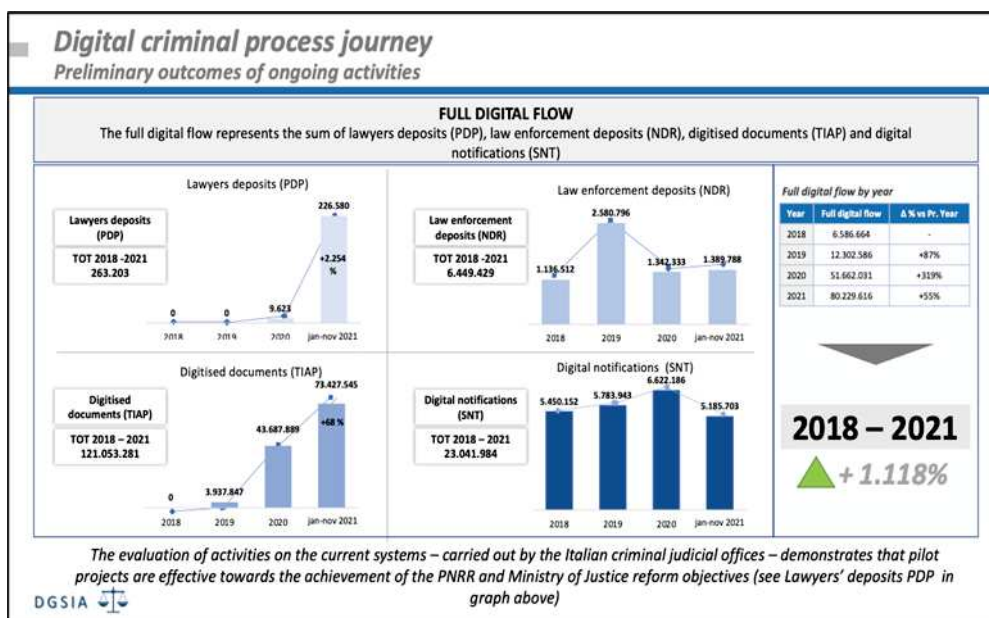 Digital criminal process journey
Preliminary outcomes of ongoing activities
FULL DIGITAL FLOW
The full digital flow represents the sum of lawyers deposits (PDP), law enforcement deposits (NDR), digitised documents (TIAP) and digital
notifications (SNT)
Lawyers deposits (PDP)
Lawyers deposits
(PDP)
TOT 2018 -2021
263.203
226.580
+2.254
%
0
0
9.623
2018
2019
2020
jan-nov 2021
Law enforcement deposits (NDR)
Law enforcement
deposits (NDR)
TOT 2018 -2021
6.449.429
1.136.512
2.580.796
1.342.333
1.389.788
2018
2019
2020
jan-nov 2021
Digitised documents (TIAP)
Digitised
documents (TIAP)
TOT 2018 – 2021
121.053.281
0
3.937.847
43.687.889
73.427.545
+68 %
2018
2019
2020
jan-nov 2021
Digital notifications (SNT)
Digital notifications
(SNT)
TOT 2018 – 2021
23.041.984
5.450.152
5.783.943
6.622.186
5.185.703
2018
2019
2020
jan-nov 2021
Full digital flow by year
Year Full digital flow Δ % vs Pr. Year
2018 6.586.664 -
2019 12.302.586 +87%
2020 51.662.031 +319%
2021 80.229.616 +55%
2018 – 2021
+ 1.118%
The evaluation of activities on the current systems – carried out by the Italian criminal judicial offices – demonstrates that pilot
projects are effective towards the achievement of the PNRR and Ministry of Justice reform objectives (see Lawyers' deposits PDP in
graph above)
DGSIA